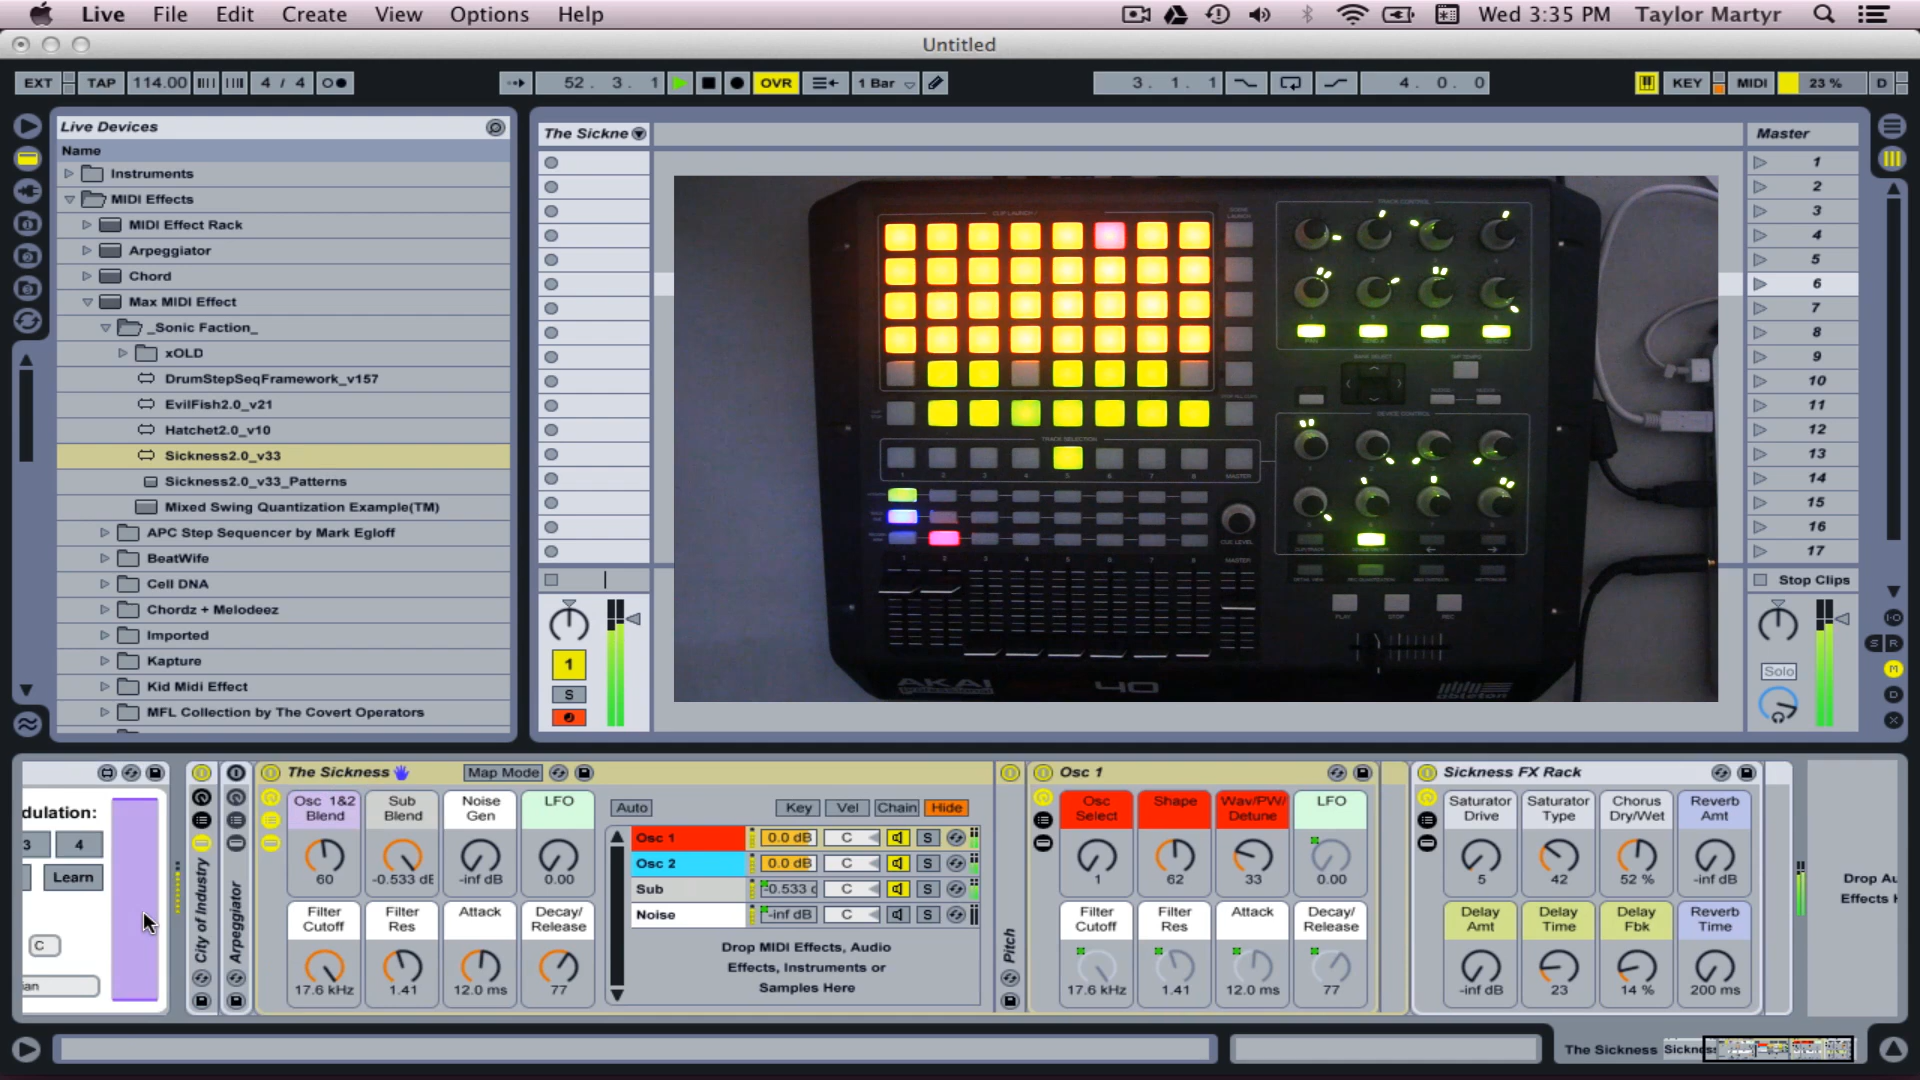 Live File Edit Create View Options Help Wed 3:35 PM Taylor Martyr
Untitled
EXT TAP 114.00 4 / 4 52. 3. 1 OVR 1 Bar 3. 1. 1 4. 0. 0 KEY MIDI 23 % D
Live Devices
Name
Instruments
MIDI Effects
MIDI Effect Rack
Arpeggiator
Chord
Max MIDI Effect
_Sonic Faction_
xOLD
DrumStepSeqFramework_v157
EvilFish2.0_v21
Hatchet2.0_v10
Sickness2.0_v33
Sickness2.0_v33_Patterns
Mixed Swing Quantization Example(TM)
APC Step Sequencer by Mark Egloff
BeatWife
Cell DNA
Chordz + Melodeez
Imported
Kapture
Kid Midi Effect
MFL Collection by The Covert Operators
The Sickne
1
S
AKAI
40
ableton
Master
1
2
3
4
5
6
7
8
9
10
11
12
13
14
15
16
17
Stop Clips
Solo
dulation:
3 4
Learn
C
ian
City of Industry
Arpeggiator
The Sickness Map Mode
Osc 1&2 Blend
60
Sub Blend
-0.533 dE
Noise Gen
-inf dB
LFO
0.00
Filter Cutoff
17.6 kHz
Filter Res
1.41
Attack
12.0 ms
Decay/ Release
77
Auto Key Vel Chain Hide
Osc 1 0.0 dB C S
Osc 2 0.0 dB C S
Sub -0.533 C S
Noise -inf dB C S
Drop MIDI Effects, Audio
Effects, Instruments or
Samples Here
Pitch
Osc 1
Osc Select
1
Shape
62
Wav/PW/ Detune
33
LFO
0.00
Filter Cutoff
17.6 kHz
Filter Res
1.41
Attack
12.0 ms
Decay/ Release
77
Sickness FX Rack
Saturator Drive
5
Saturator Type
42
Chorus Dry/Wet
52 %
Reverb Amt
-inf dB
Delay Amt
-inf dB
Delay Time
23
Delay Fbk
14 %
Reverb Time
200 ms
Drop Au
Effects H
The Sickness